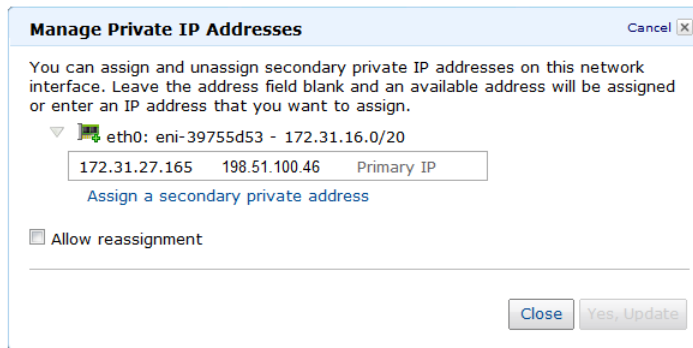 Manage Private IP Addresses
Cancel
You can assign and unassign secondary private IP addresses on this network
interface. Leave the address field blank and an available address will be assigned
or enter an IP address that you want to assign.
eth0: eni-39755d53 - 172.31.16.0/20
172.31.27.165 198.51.100.46 Primary IP
Assign a secondary private address
Allow reassignment
Close Yes, Update